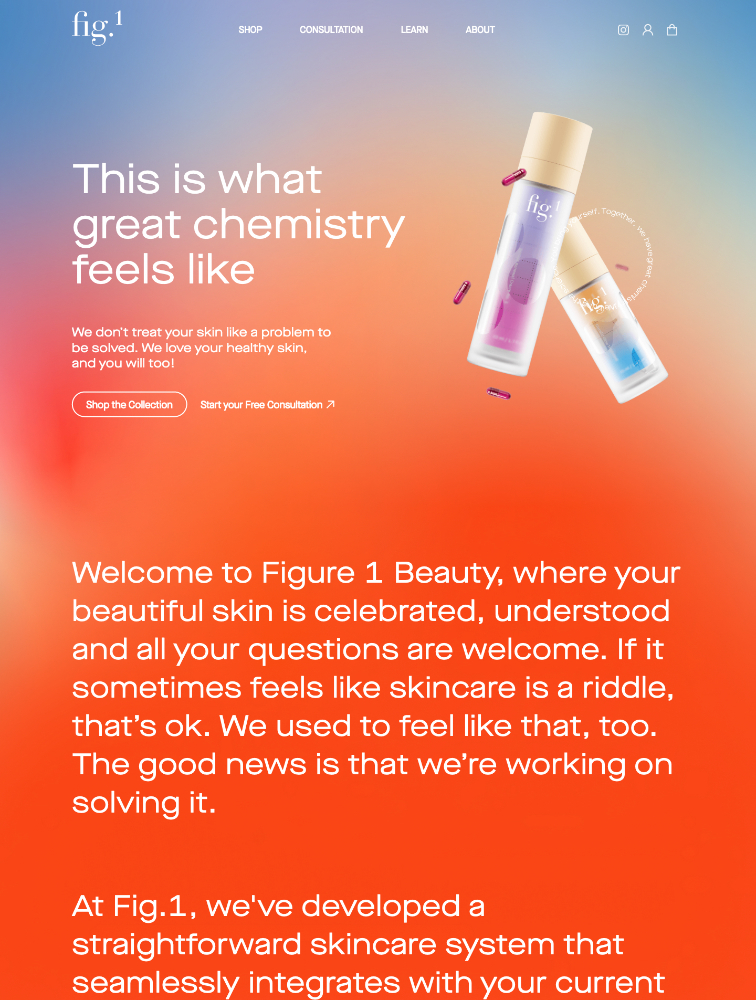 fig.1
SHOP
CONSULTATION
LEARN
ABOUT
This is what
great chemistry
feels like
fig.1
fig.1
We don't treat your skin like a problem to
be solved. We love your healthy skin,
and you will too!
Shop the Collection
Start your Free Consultation
Welcome to Figure 1 Beauty, where your
beautiful skin is celebrated, understood
and all your questions are welcome. If it
sometimes feels like skincare is a riddle,
that’s ok. We used to feel like that, too.
The good news is that we’re working on
solving it.
At Fig.1, we've developed a
straightforward skincare system that
seamlessly integrates with your current